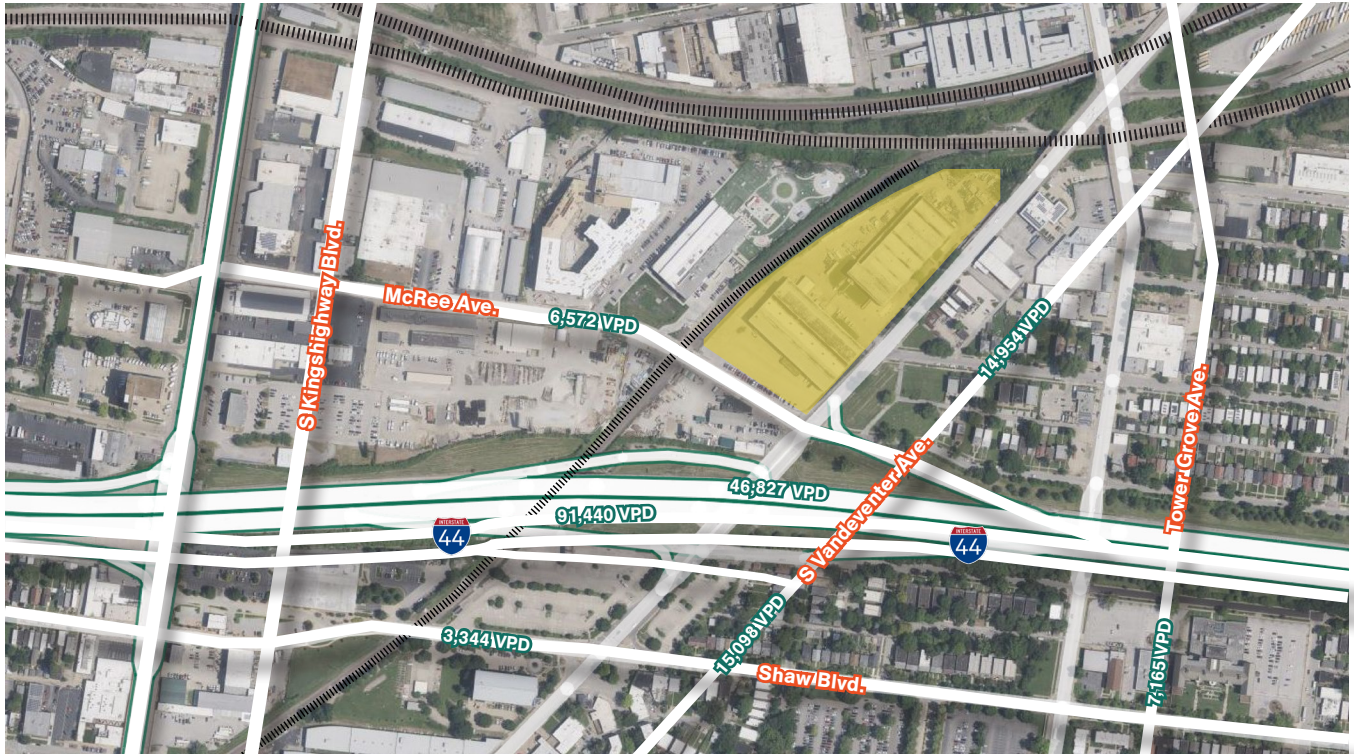 S Kingshighway Blvd.
McRee Ave.
6,572 VPD
14,954 VPD
Tower Grove Ave.
S Vandeventer Ave.
46,827 VPD
91,440 VPD
INTERSTATE
44
INTERSTATE
44
3,344 VPD
15,098 VPD
Shaw Blvd.
7,165 VPD